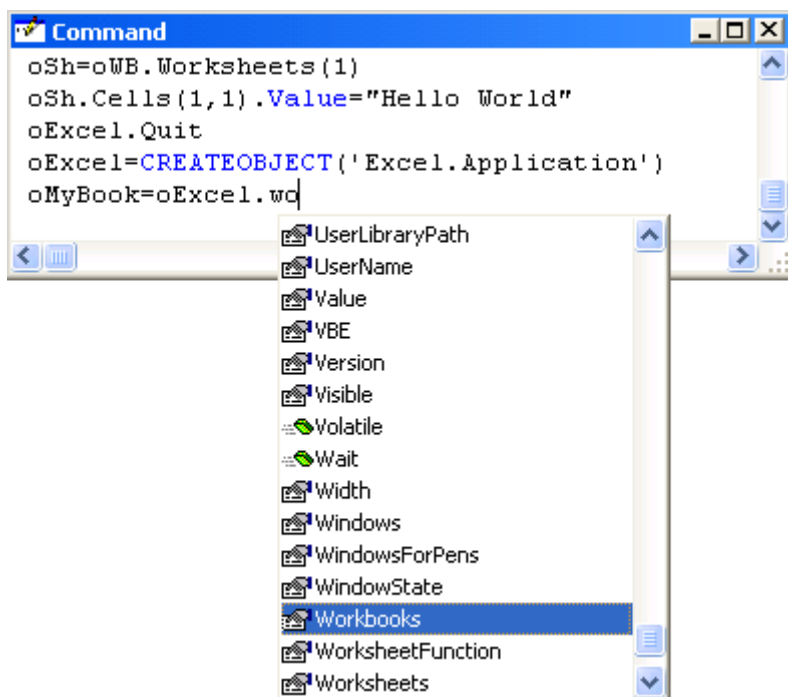 Command
oSh=oWB.Worksheets(1)
oSh.Cells(1,1).Value="Hello World"
oExcel.Quit
oExcel=CREATEOBJECT('Excel.Application')
oMyBook=oExcel.wo
UserLibraryPath
UserName
Value
VBE
Version
Visible
Volatile
Wait
Width
Windows
WindowsForPens
WindowState
Workbooks
WorksheetFunction
Worksheets